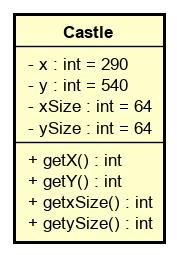 Castle
- x : int = 290
- y : int = 540
- xSize : int = 64
- ySize : int = 64
+ getX() : int
+ getY() : int
+ getxSize() : int
+ getySize() : int